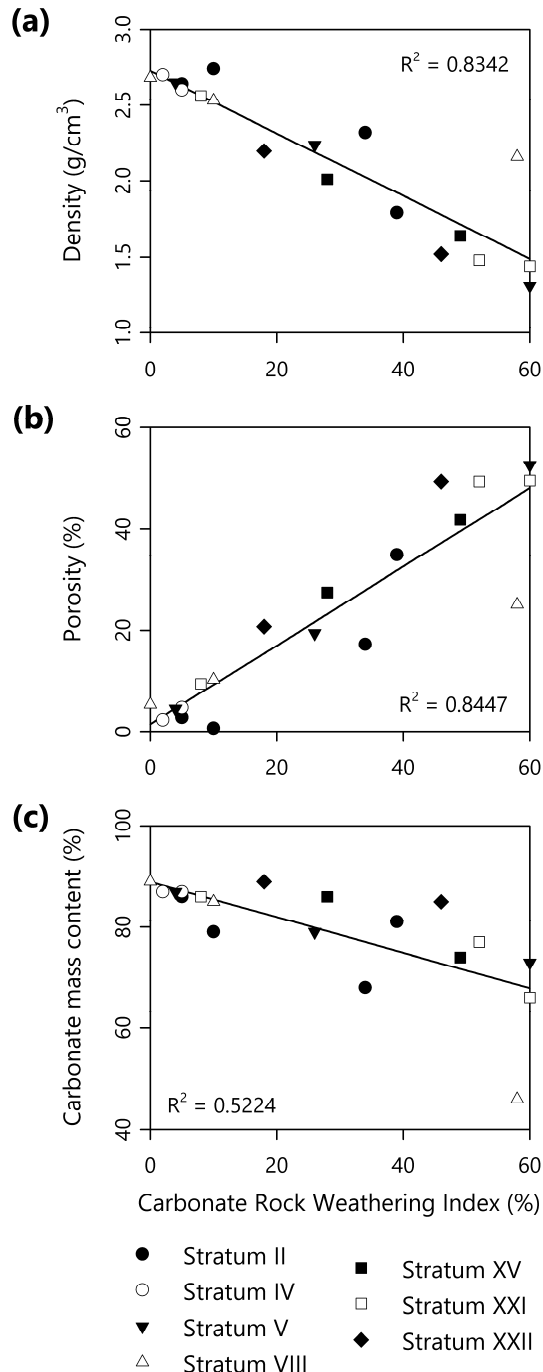 (a)
3.0
2.5
2.0
1.5
1.0
Density (g/cm³)
R² = 0.8342
0 20 40 60
(b)
60
40
20
0
Porosity (%)
R² = 0.8447
0 20 40 60
(c)
100
80
60
40
Carbonate mass content (%)
R² = 0.5224
0 20 40 60
Carbonate Rock Weathering Index (%)
Stratum II
Stratum IV
Stratum V
Stratum VIII
Stratum XV
Stratum XXI
Stratum XXII